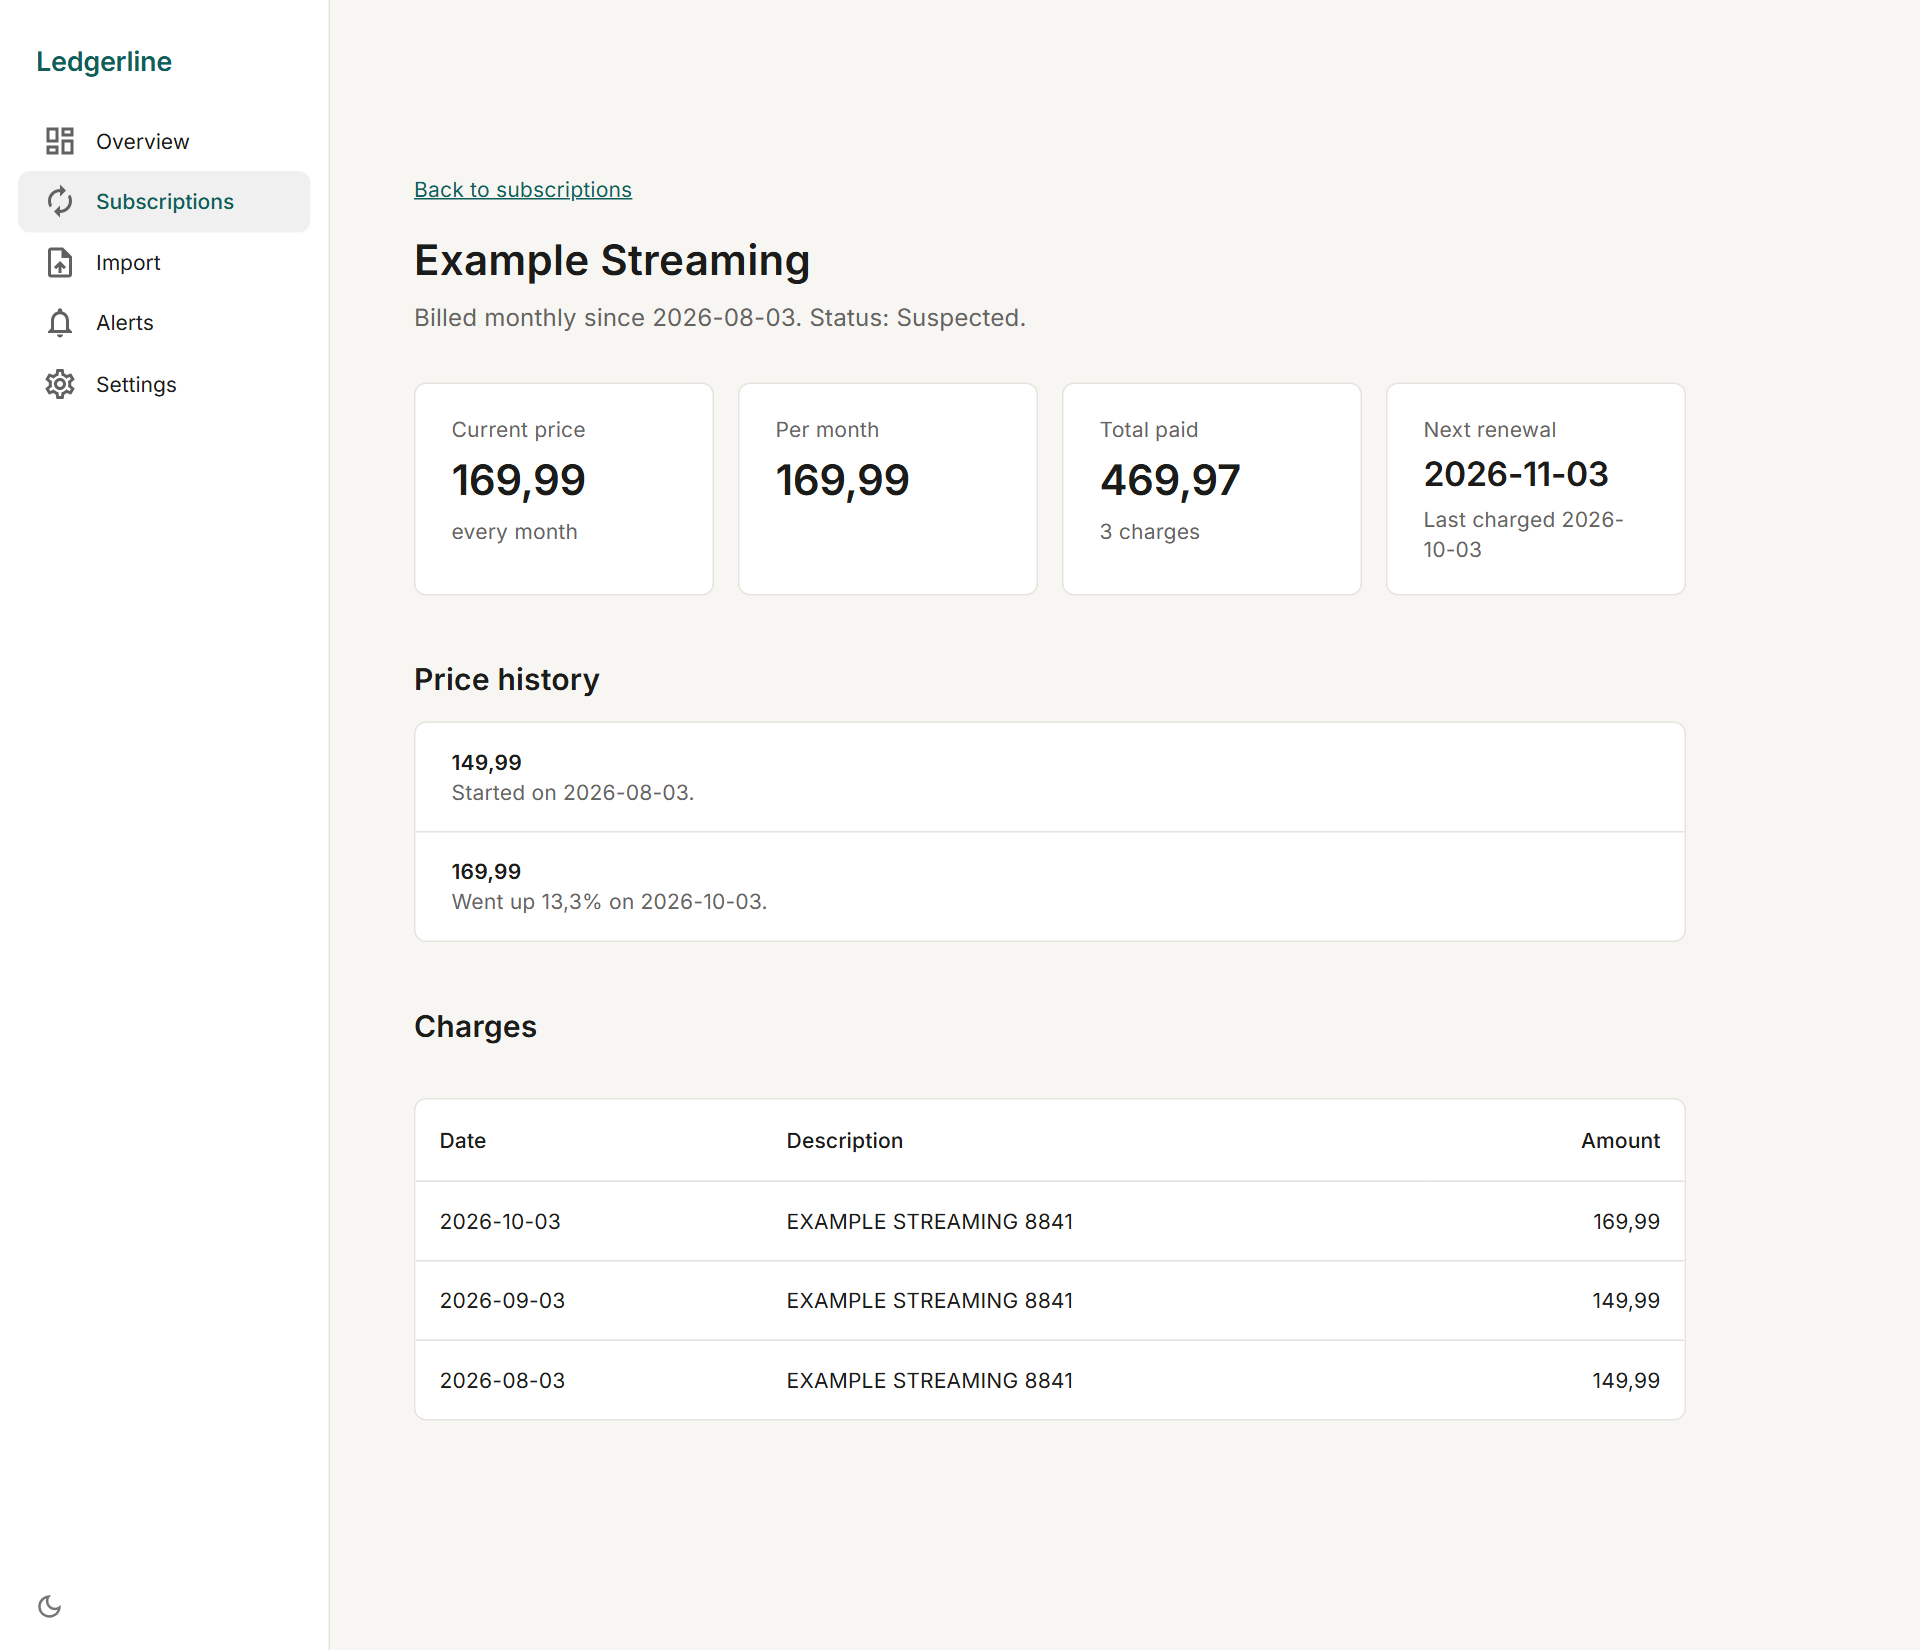 Ledgerline
Overview
Subscriptions
Import
Alerts
Settings
Back to subscriptions
Example Streaming
Billed monthly since 2026-08-03. Status: Suspected.
Current price
169,99
every month
Per month
169,99
Total paid
469,97
3 charges
Next renewal
2026-11-03
Last charged 2026-
10-03
Price history
149,99
Started on 2026-08-03.
169,99
Went up 13,3% on 2026-10-03.
Charges
Date Description Amount
2026-10-03 EXAMPLE STREAMING 8841 169,99
2026-09-03 EXAMPLE STREAMING 8841 149,99
2026-08-03 EXAMPLE STREAMING 8841 149,99